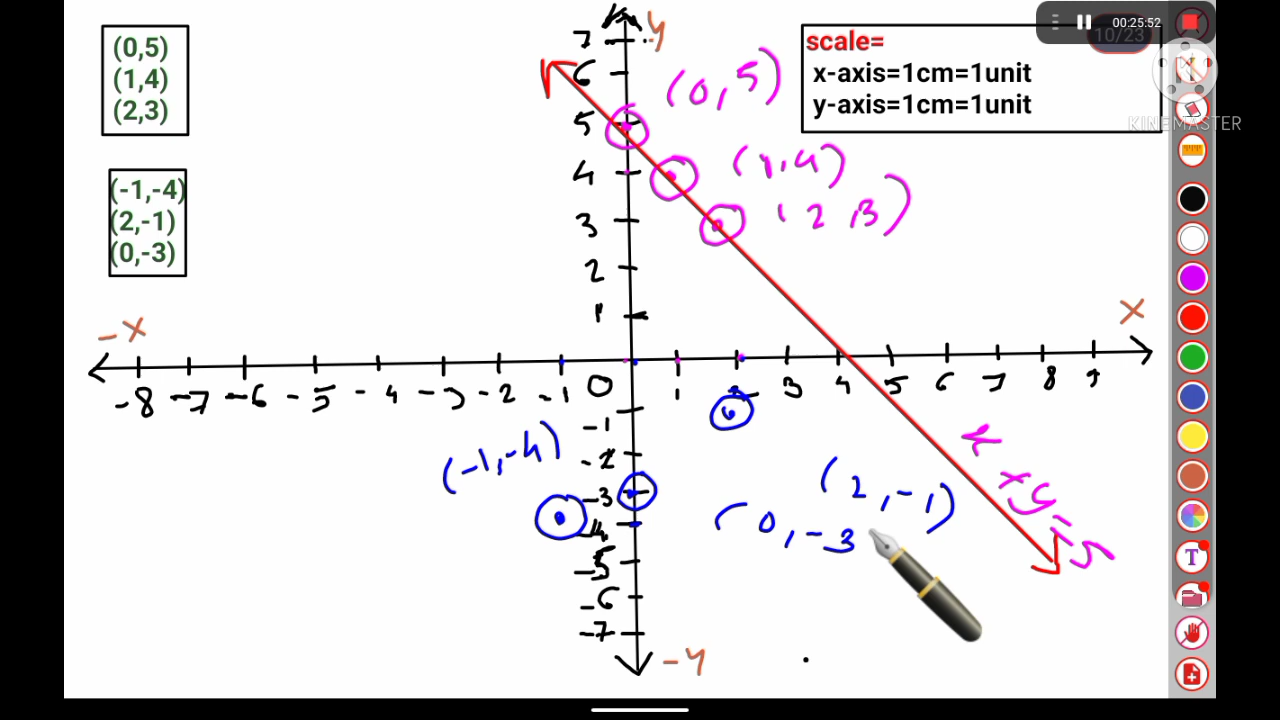 00:25:52
10/23
KINEMASTER
(0,5)
(1,4)
(2,3)
(-1,-4)
(2,-1)
(0,-3)
scale=
x-axis=1cm=1unit
y-axis=1cm=1unit
y
7
6
5
4
3
2
1
(0,5)
(1,4)
(2,3)
-x
x
-8 -7 -6 -5 -4 -3 -2 -1 0 1 2 3 4 5 6 7 8 9
-1
-2
-3
-4
-5
-6
-7
-y
(-1,-4)
(2,-1)
(0,-3
x+y=5
T